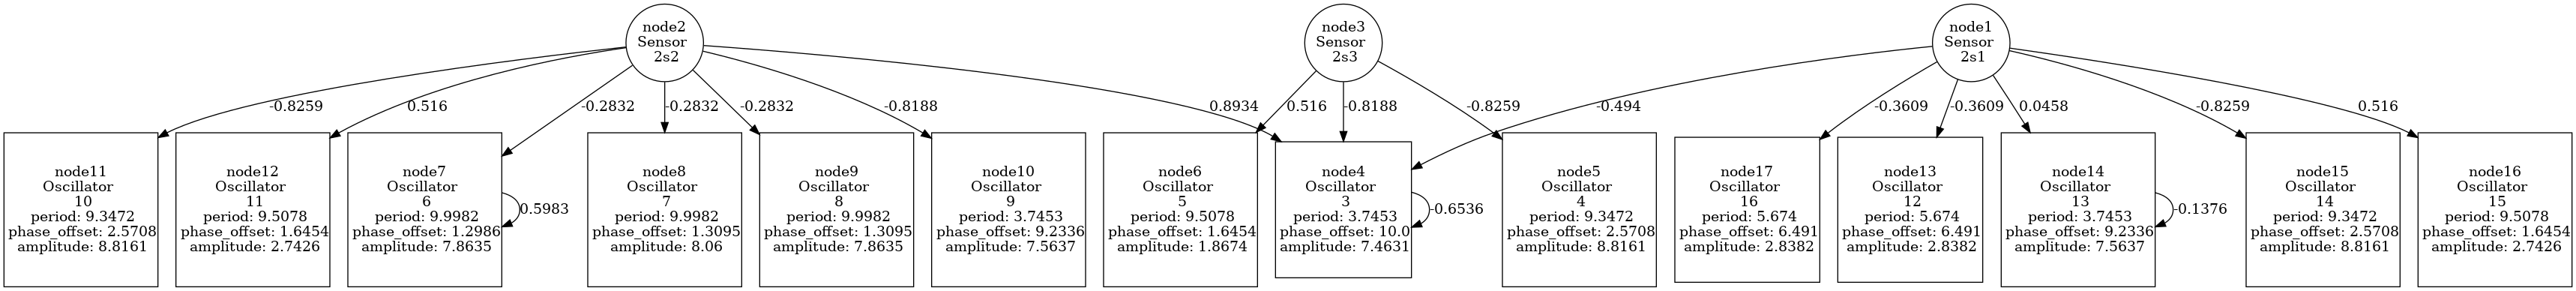 node2
Sensor
2s2
node3
Sensor
2s3
node1
Sensor
2s1
-0.8259
0.516
-0.2832
-0.2832
-0.2832
-0.8188
0.8934
0.516
-0.8188
-0.8259
-0.494
-0.3609
-0.3609
0.0458
-0.8259
0.516
node11
Oscillator
10
period: 9.3472
phase_offset: 2.5708
amplitude: 8.8161
node12
Oscillator
11
period: 9.5078
phase_offset: 1.6454
amplitude: 2.7426
node7
Oscillator
6
period: 9.9982
phase_offset: 1.2986
amplitude: 7.8635
0.5983
node8
Oscillator
7
period: 9.9982
phase_offset: 1.3095
amplitude: 8.06
node9
Oscillator
8
period: 9.9982
phase_offset: 1.3095
amplitude: 7.8635
node10
Oscillator
9
period: 3.7453
phase_offset: 9.2336
amplitude: 7.5637
node6
Oscillator
5
period: 9.5078
phase_offset: 1.6454
amplitude: 1.8674
node4
Oscillator
3
period: 3.7453
phase_offset: 10.0
amplitude: 7.4631
-0.6536
node5
Oscillator
4
period: 9.3472
phase_offset: 2.5708
amplitude: 8.8161
node17
Oscillator
16
period: 5.674
phase_offset: 6.491
amplitude: 2.8382
node13
Oscillator
12
period: 5.674
phase_offset: 6.491
amplitude: 2.8382
node14
Oscillator
13
period: 3.7453
phase_offset: 9.2336
amplitude: 7.5637
-0.1376
node15
Oscillator
14
period: 9.3472
phase_offset: 2.5708
amplitude: 8.8161
node16
Oscillator
15
period: 9.5078
phase_offset: 1.6454
amplitude: 2.7426